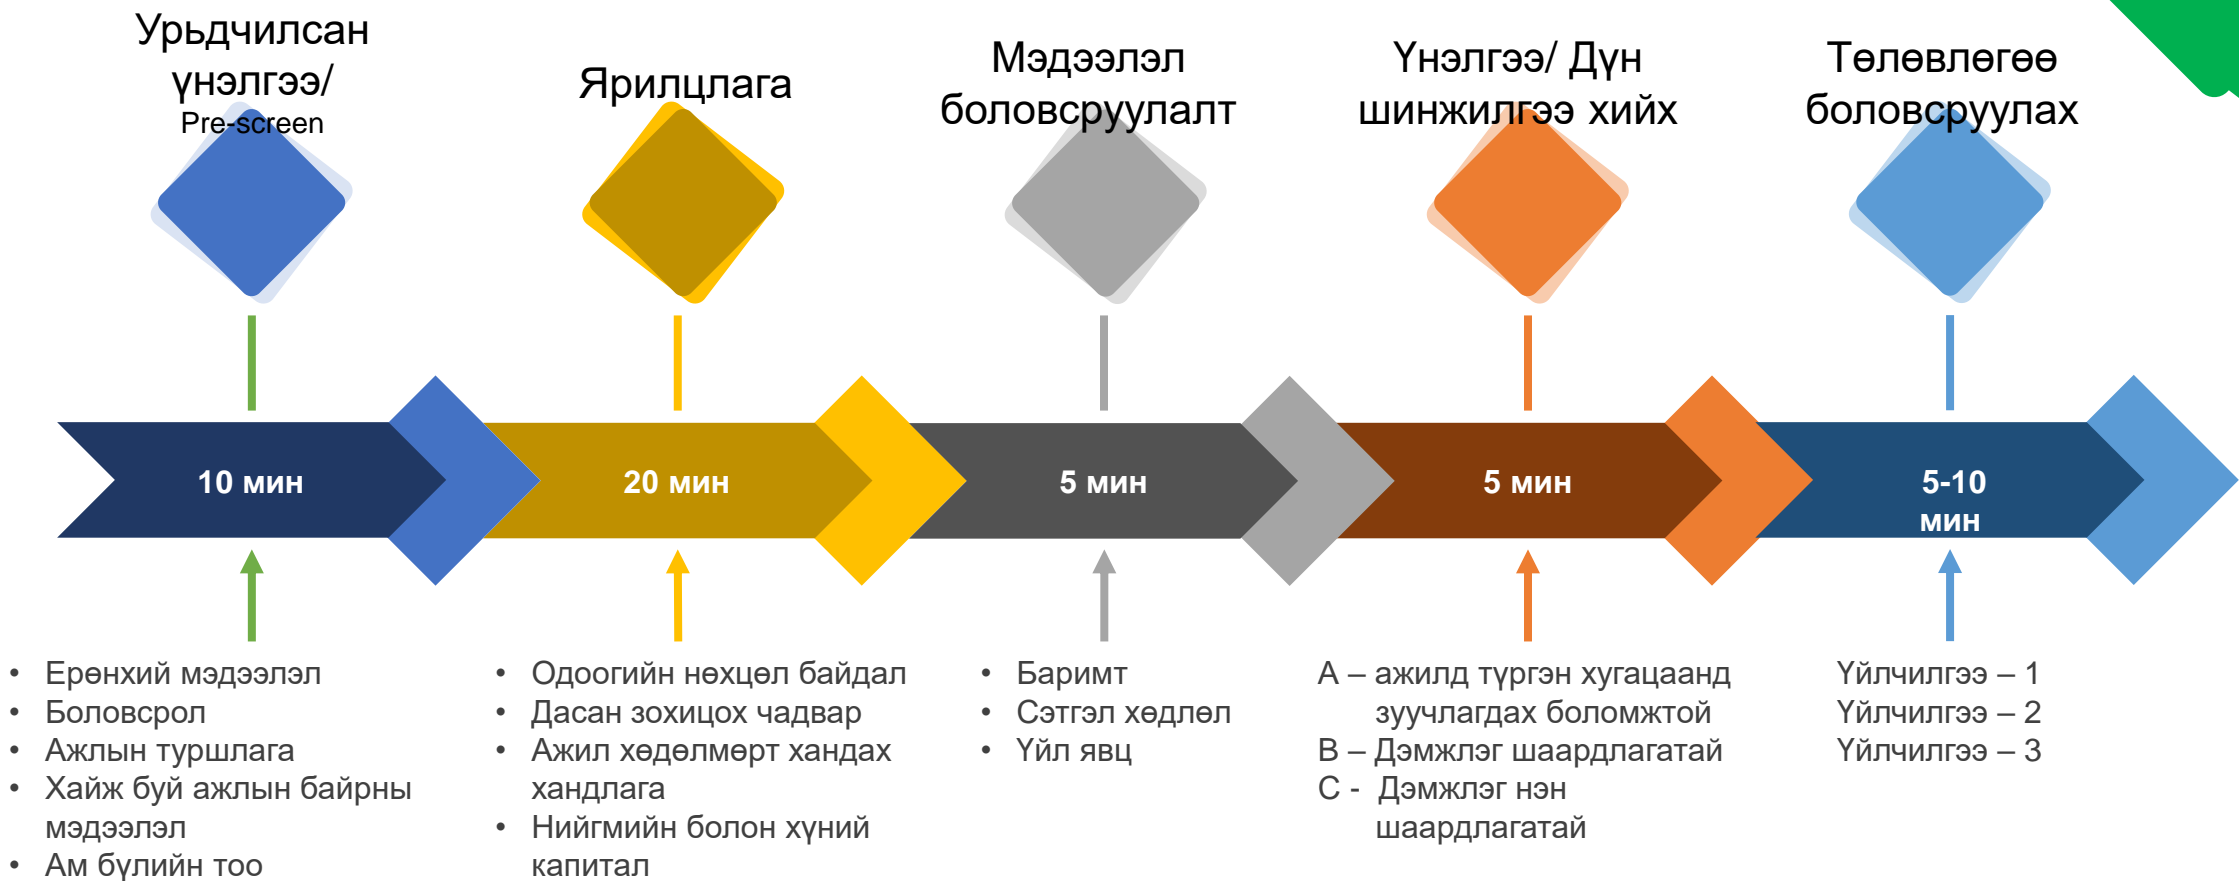 Урьдчилсан
үнэлгээ/
Pre-screen
Ярилцлага
Мэдээлэл
боловсруулалт
Үнэлгээ/ Дүн
шинжилгээ хийх
Төлөвлөгөө
боловсруулах
10 мин
20 мин
5 мин
5 мин
5-10
мин
• Ерөнхий мэдээлэл
• Боловсрол
• Ажлын туршлага
• Хайж буй ажлын байрны
мэдээлэл
• Ам бүлийн тоо
• Одоогийн нөхцөл байдал
• Дасан зохицох чадвар
• Ажил хөдөлмөрт хандах
хандлага
• Нийгмийн болон хүний
капитал
• Баримт
• Сэтгэл хөдлөл
• Үйл явц
A – ажилд түргэн хугацаанд
зуучлагдах боломжтой
B – Дэмжлэг шаардлагатай
C - Дэмжлэг нэн
шаардлагатай
Үйлчилгээ – 1
Үйлчилгээ – 2
Үйлчилгээ – 3